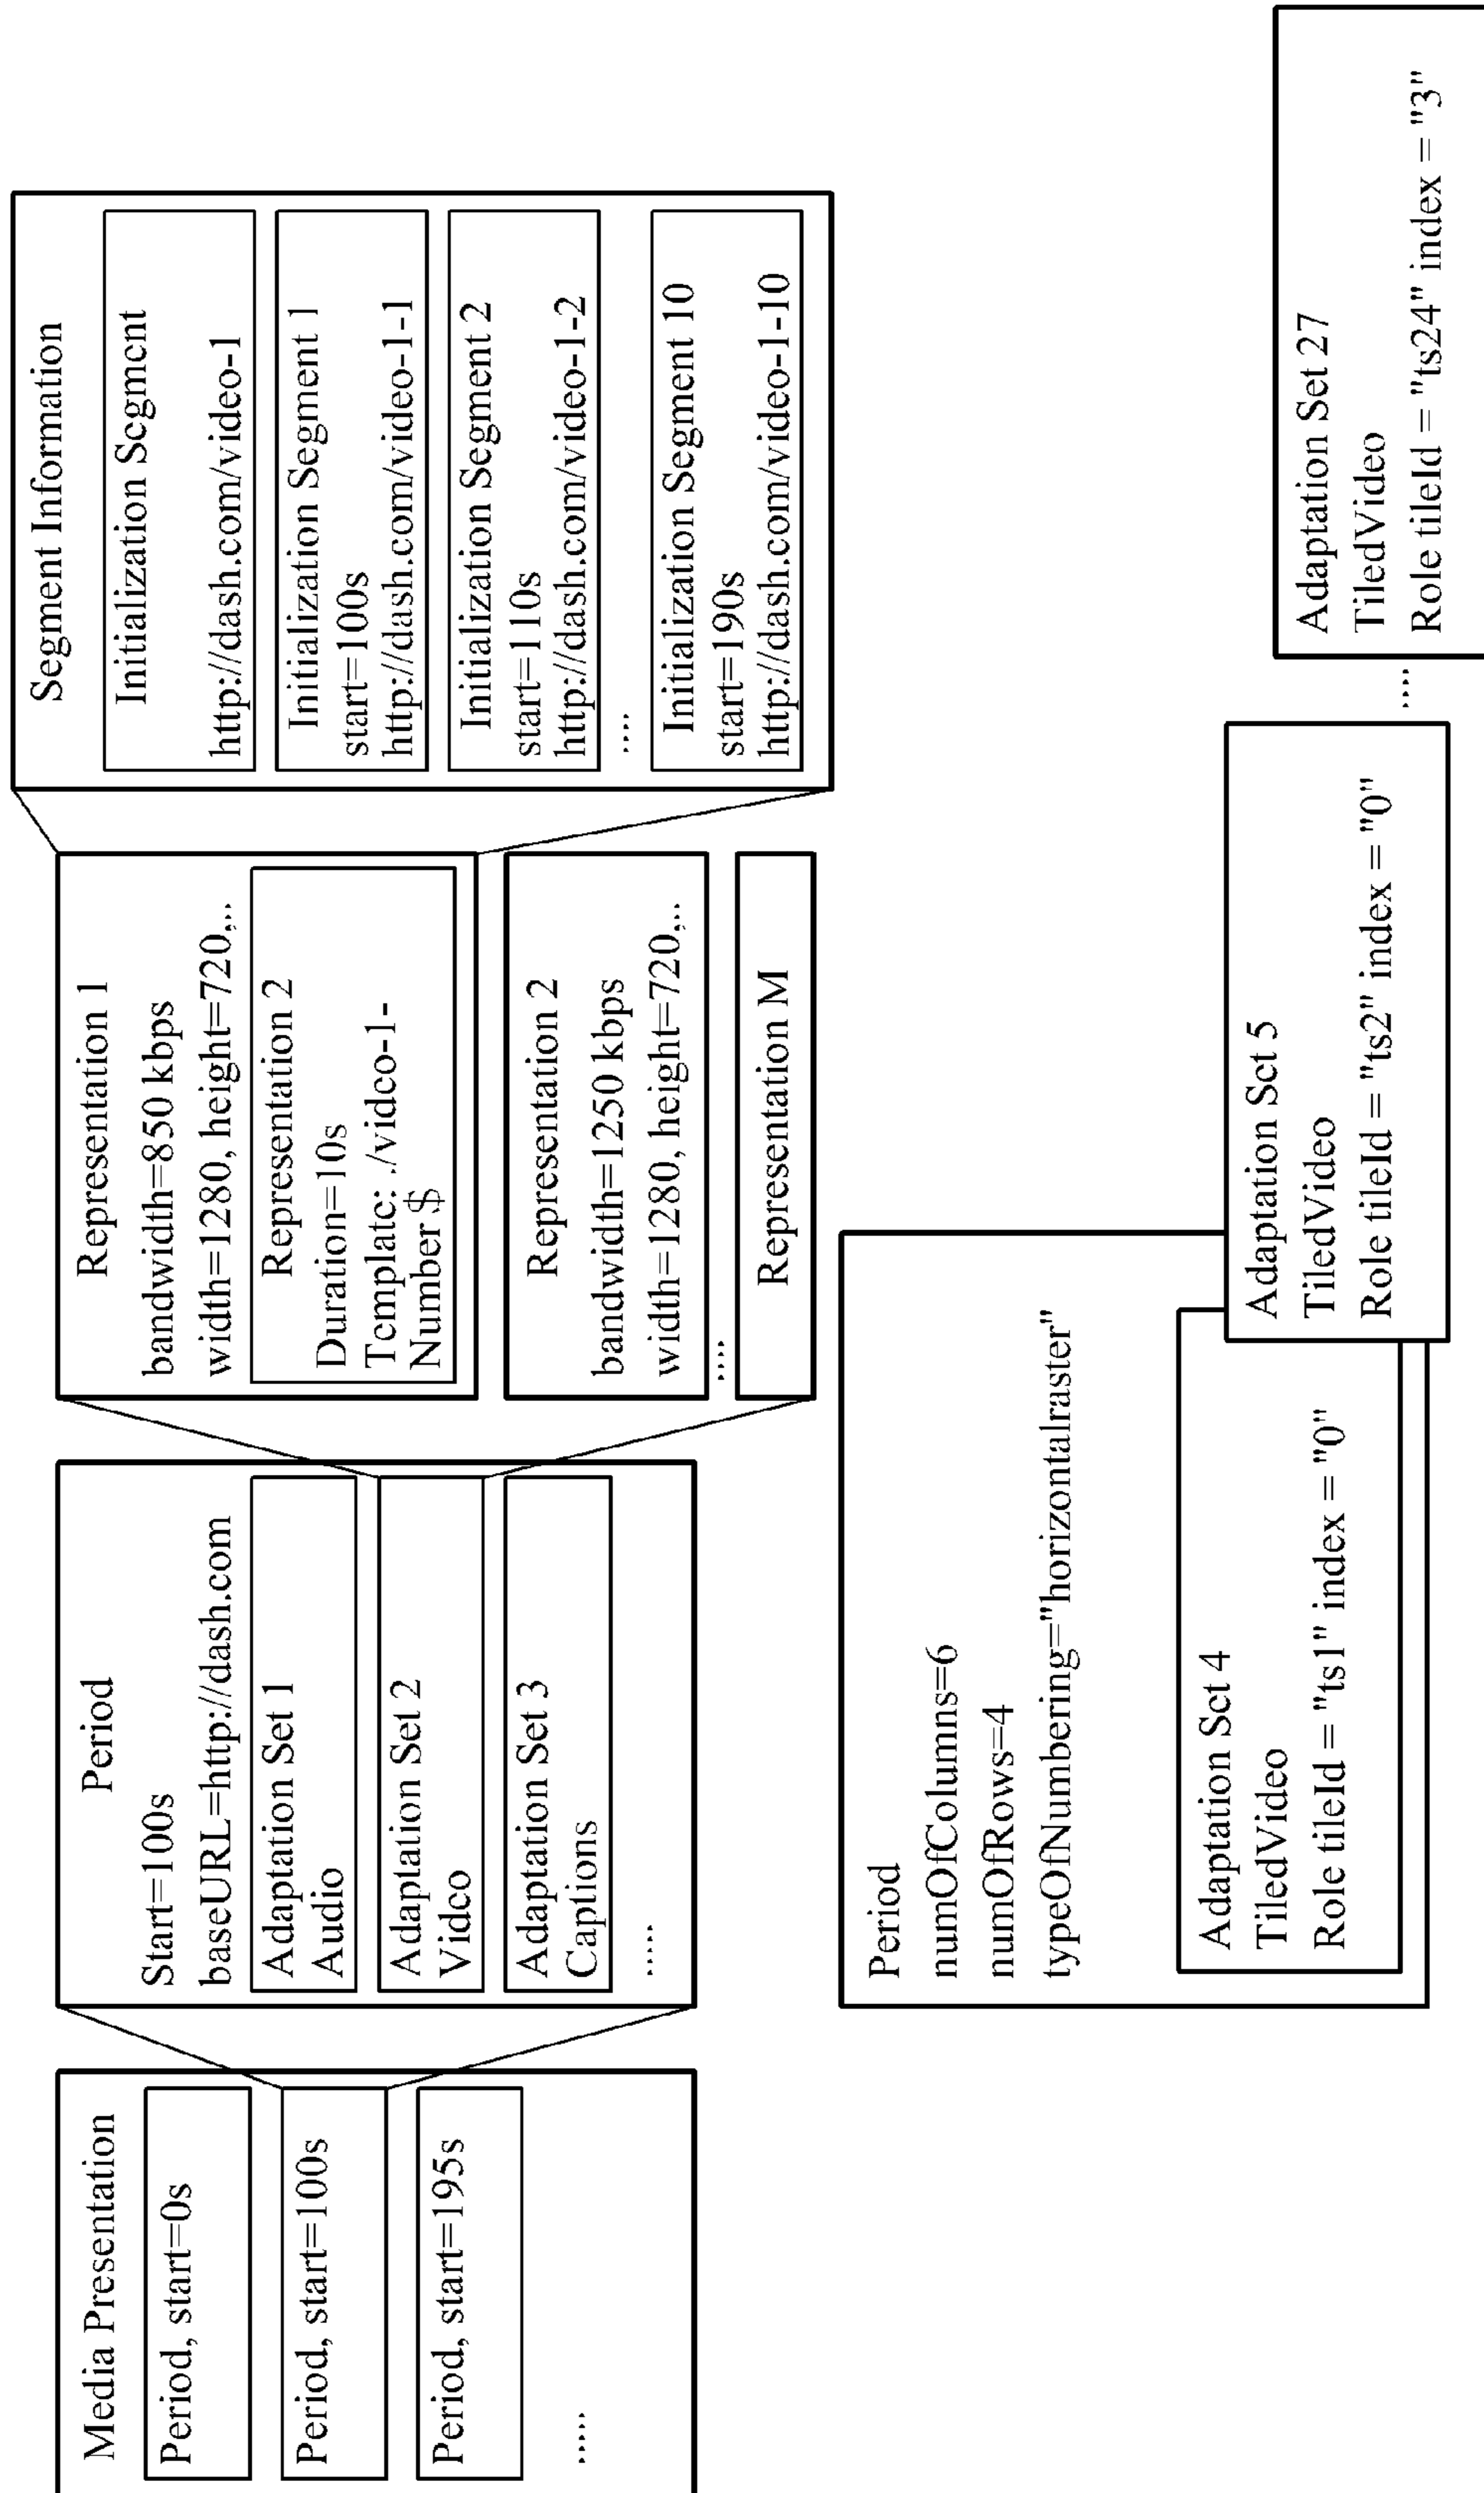 Media Presentation
Period, start=0s
Period, start=100s
Period, start=195s
.....
Period
Start=100s
baseURL=http://dash.com
Adaptation Set 1
Audio
Adaptation Set 2
Video
Adaptation Set 3
Captions
.....
Representation 1
bandwidth=850 kbps
width=1280, height=720,...
Representation 2
Duration=10s
Template: ./video-1-
Number $
Representation 2
bandwidth=1250 kbps
width=1280, height=720,...
....
Representation M
Segment Information
Initialization Segment
http://dash.com/video-1
Initialization Segment 1
start=100s
http://dash.com/video-1-1
Initialization Segment 2
start=110s
http://dash.com/video-1-2
....
Initialization Segment 10
start=190s
http://dash.com/video-1-10
Period
numOfColumns=6
numOfRows=4
typeOfNumbering="horizontalraster"
Adaptation Set 4
TiledVideo
Role tileId = "ts1" index = "0"
Adaptation Set 5
TiledVideo
Role tileId = "ts2" index = "0"
.....
Adaptation Set 27
TiledVideo
Role tileId = "ts24" index = "3"